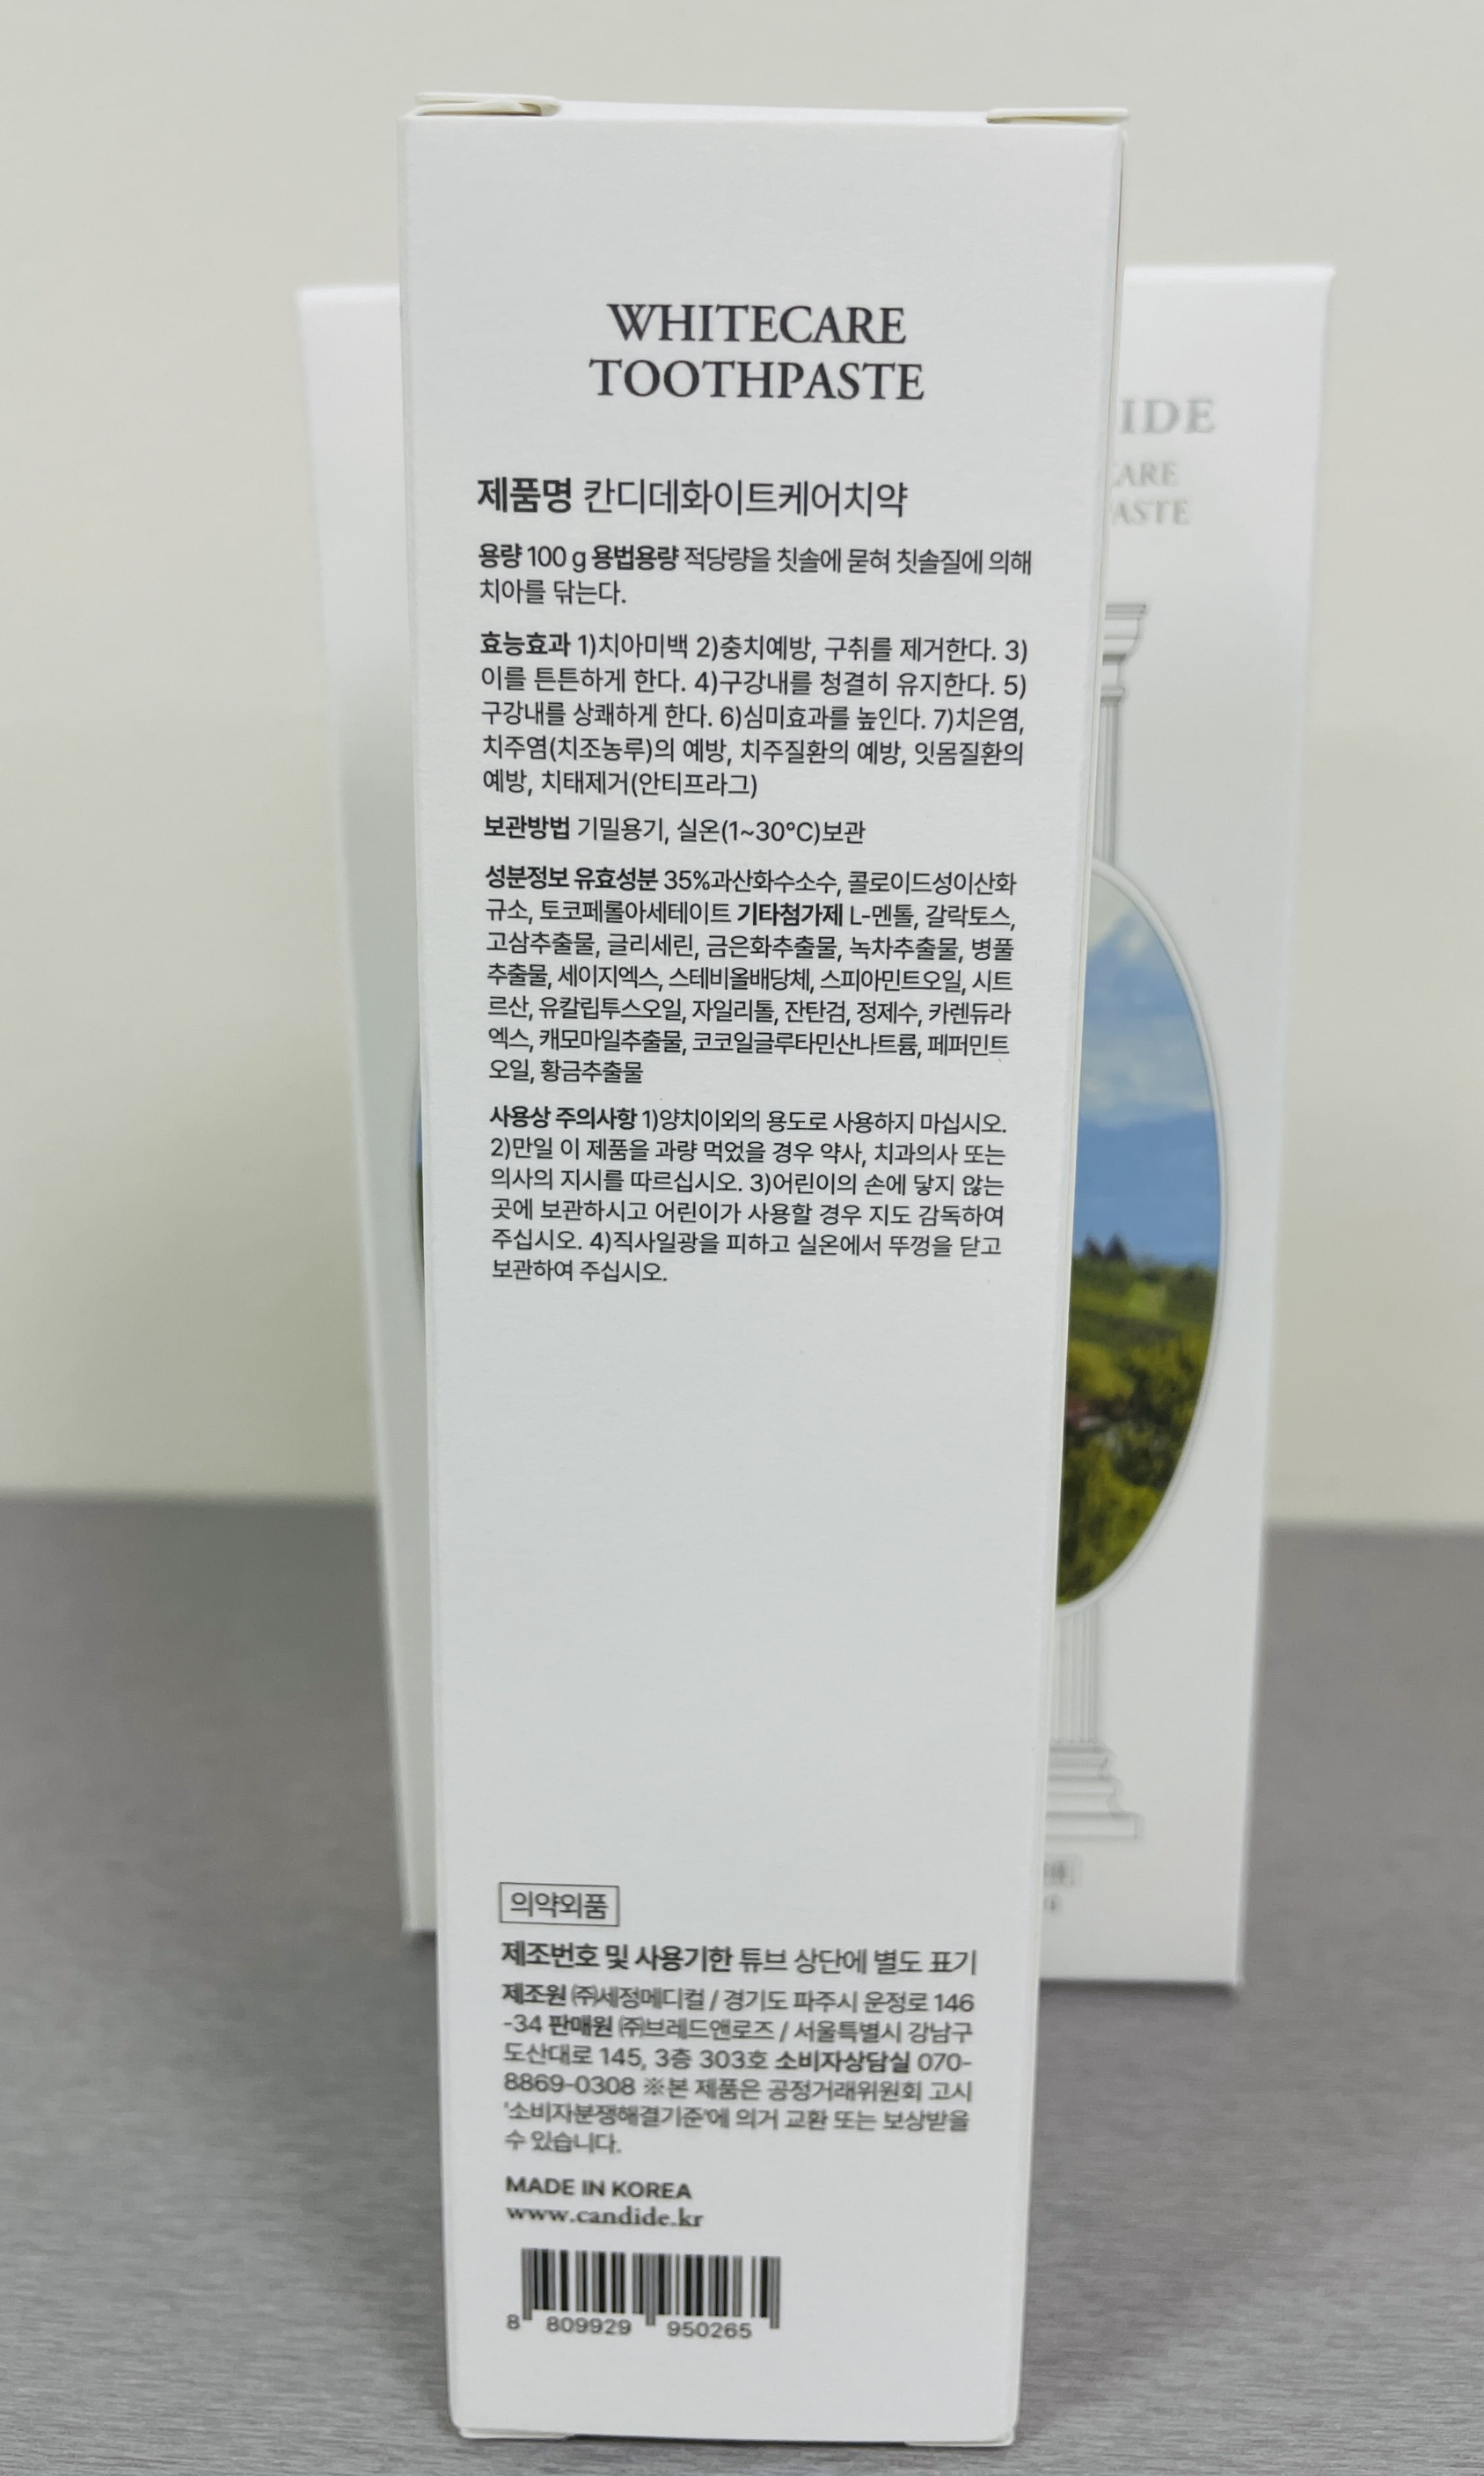 WHITECARE
TOOTHPASTE
제품명 칸디데화이트케어치약
용량 100 g 용법용량 적당량을 칫솔에 묻혀 칫솔질에 의해
치아를 닦는다.
효능효과 1)치아미백 2)충치예방, 구취를 제거한다. 3)
이를 튼튼하게 한다. 4)구강내를 청결히 유지한다. 5)
구강내를 상쾌하게 한다. 6)심미효과를 높인다. 7)치은염,
치주염(치조농루)의 예방, 치주질환의 예방, 잇몸질환의
예방, 치태제거(안티프라그)
보관방법 기밀용기, 실온(1~30°C)보관
성분정보 유효성분 35%과산화수소수, 콜로이드성이산화
규소, 토코페롤아세테이트 기타첨가제 L-멘톨, 갈락토스,
고삼추출물, 글리세린, 금은화추출물, 녹차추출물, 병풀
추출물, 세이지엑스, 스테비올배당체, 스피아민트오일, 시트
르산, 유칼립투스오일, 자일리톨, 잔탄검, 정제수, 카렌듀라
엑스, 캐모마일추출물, 코코일글루타민산나트륨, 페퍼민트
오일, 황금추출물
사용상 주의사항 1)양치이외의 용도로 사용하지 마십시오.
2)만일 이 제품을 과량 먹었을 경우 약사, 치과의사 또는
의사의 지시를 따르십시오. 3)어린이의 손에 닿지 않는
곳에 보관하시고 어린이가 사용할 경우 지도 감독하여
주십시오. 4)직사일광을 피하고 실온에서 뚜껑을 닫고
보관하여 주십시오.
의약외품
제조번호 및 사용기한 튜브 상단에 별도 표기
제조원 ㈜세정메디컬 / 경기도 파주시 운정로 146
-34 판매원 ㈜브레드앤로즈 / 서울특별시 강남구
도산대로 145, 3층 303호 소비자상담실 070-
8869-0308 ※본 제품은 공정거래위원회 고시
'소비자분쟁해결기준'에 의거 교환 또는 보상받을
수 있습니다.
MADE IN KOREA
www.candide.kr
8 809929 950265
IDE
CARE
ASTE